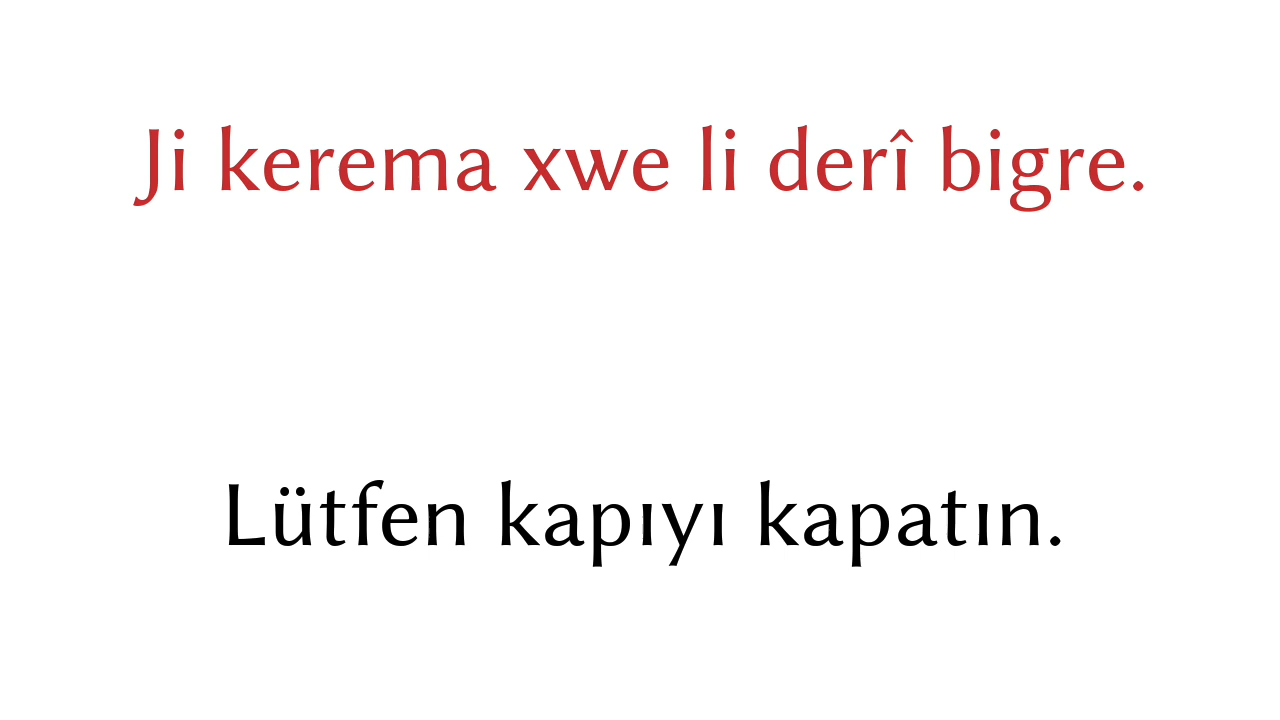 Ji kerema xwe li derî bigre.
Lütfen kapıyı kapatın.